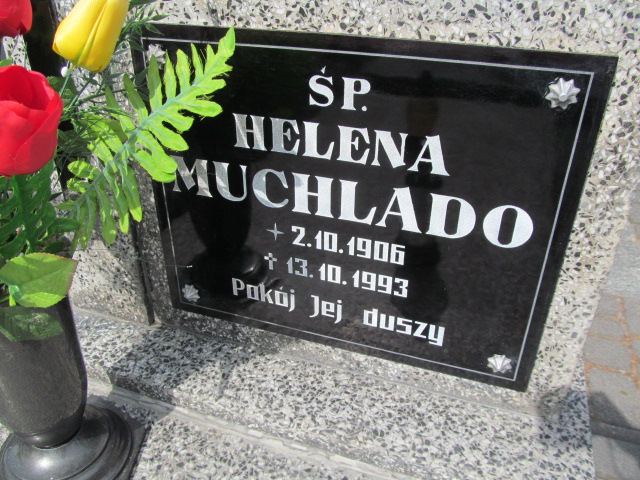 ŚP.
HELENA
MUCHLADO
+ 2.10.1906
† 13.10.1993
Pokój Jej duszy